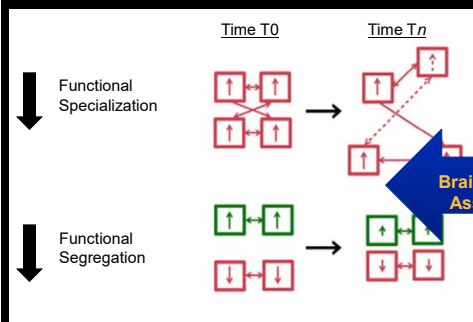 Time T0
Time Tn
Functional
Specialization
Functional
Segregation